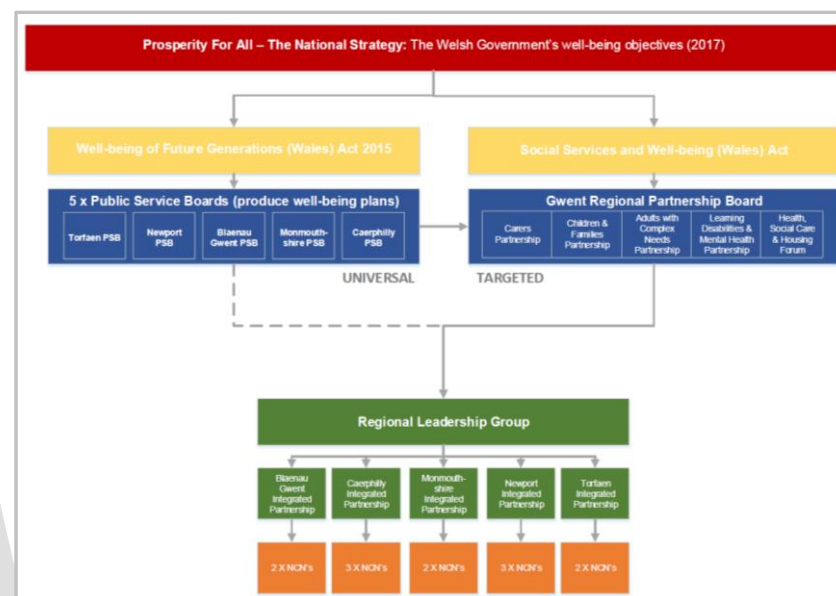 Prosperity For All – The National Strategy: The Welsh Government's well-being objectives (2017)
Well-being of Future Generations (Wales) Act 2015
Social Services and Well-being (Wales) Act
5 x Public Service Boards (produce well-being plans)
Torfaen PSB
Newport
PSB
Blaenau
Gwent PSB
Monmouth-
shire PSB
Caerphilly
PSB
Gwent Regional Partnership Board
Carers
Partnership
Children &
Families
Partnership
Adults with
Complex
Needs
Partnership
Learning
Disabilities &
Mental Health
Partnership
Health,
Social Care
& Housing
Forum
UNIVERSAL
TARGETED
Regional Leadership Group
Blaenau
Gwent
Integrated
Partnership
Caerphilly
Integrated
Partnership
Monmouth-
shire
Integrated
Partnership
Newport
Integrated
Partnership
Torfaen
Integrated
Partnership
2 X NCN's
3 X NCN's
2 X NCN's
3 X NCN's
2 X NCN's